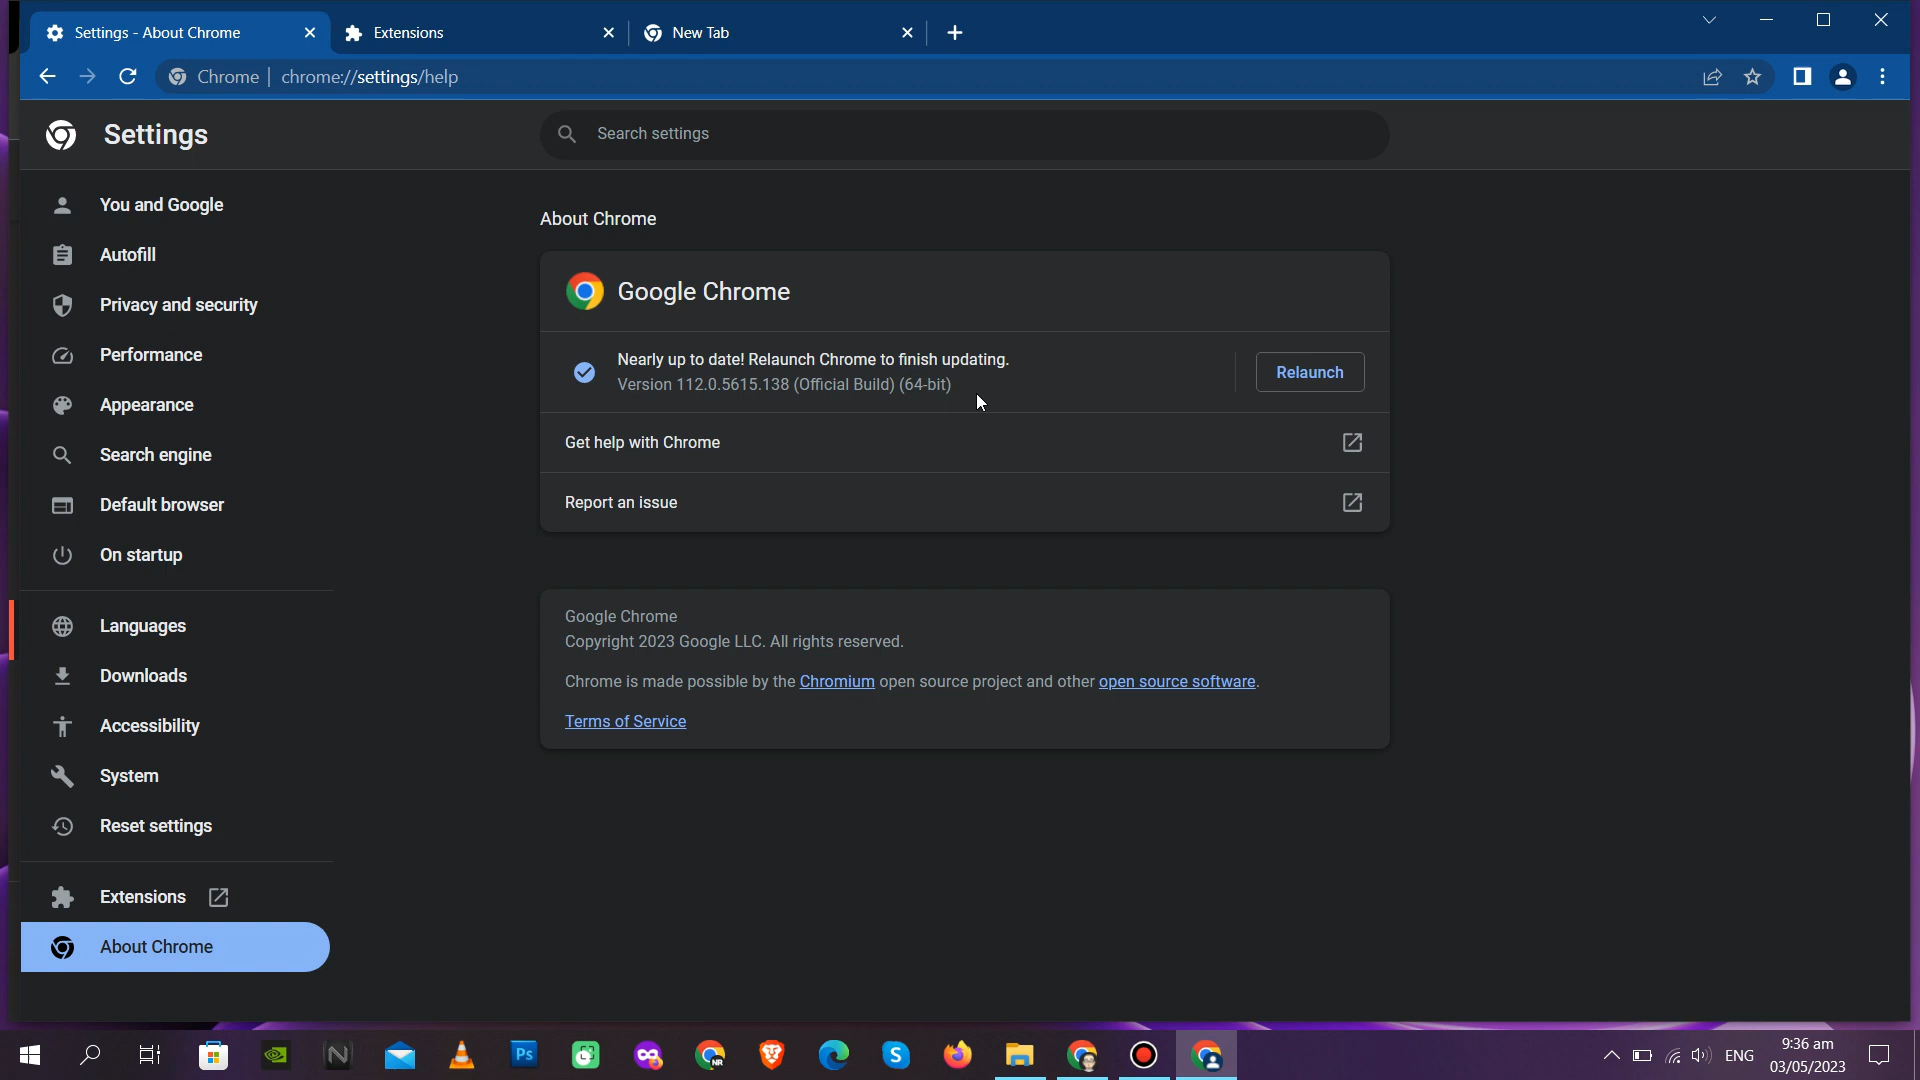 Settings - About Chrome
Extensions
New Tab
Chrome | chrome://settings/help
Settings
Search settings
You and Google
Autofill
Privacy and security
Performance
Appearance
Search engine
Default browser
On startup
Languages
Downloads
Accessibility
System
Reset settings
Extensions
About Chrome
About Chrome
Google Chrome
Nearly up to date! Relaunch Chrome to finish updating.
Version 112.0.5615.138 (Official Build) (64-bit)
Relaunch
Get help with Chrome
Report an issue
Google Chrome
Copyright 2023 Google LLC. All rights reserved.
Chrome is made possible by the Chromium open source project and other open source software.
Terms of Service
Ps
NR
S
ENG
9:36 am
03/05/2023